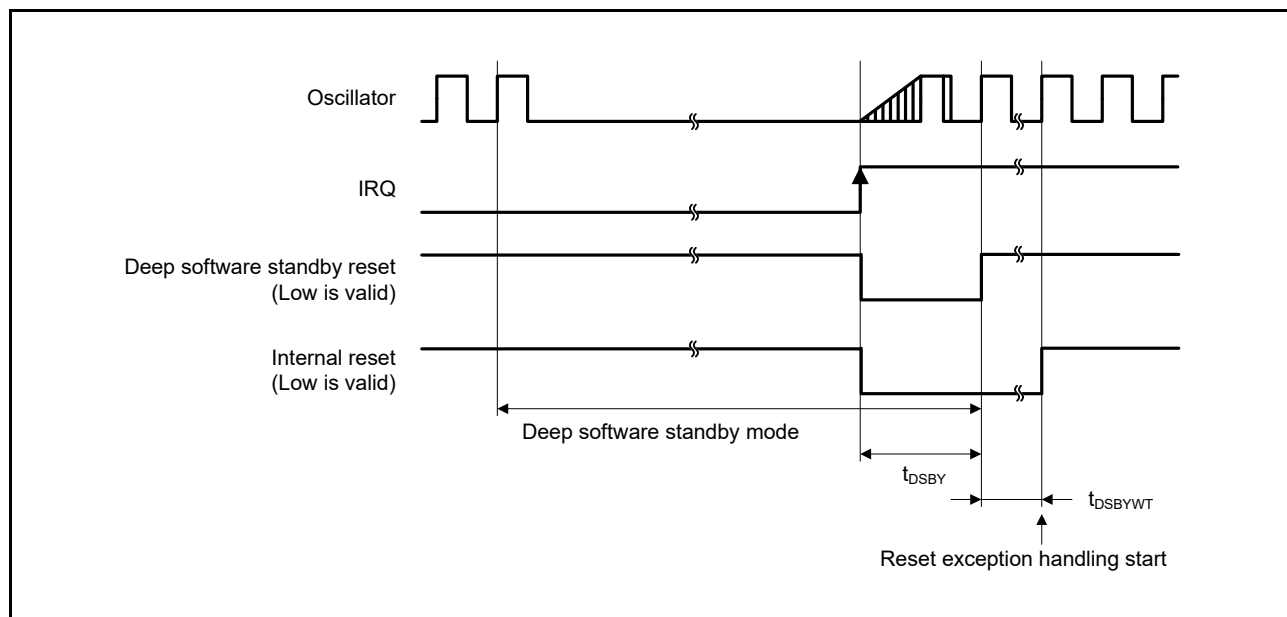 Oscillator
IRQ
Deep software standby reset
(Low is valid)
Internal reset
(Low is valid)
Deep software standby mode
tDSBY
tDSBYWT
Reset exception handling start